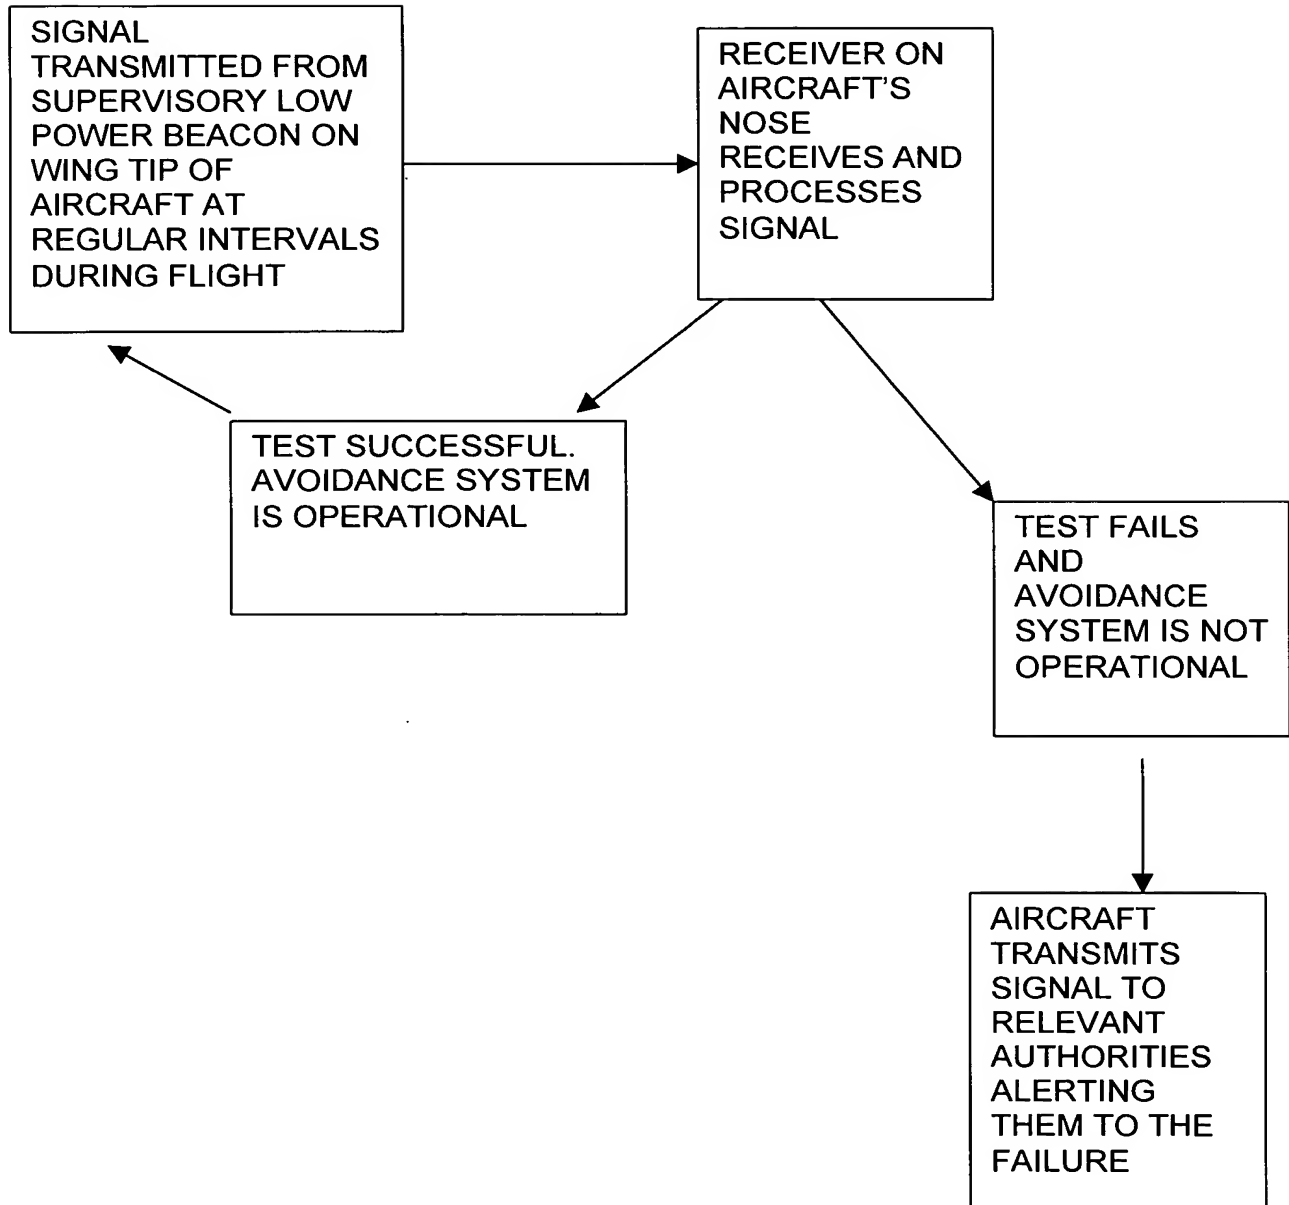 SIGNAL
TRANSMITTED FROM
SUPERVISORY LOW
POWER BEACON ON
WING TIP OF
AIRCRAFT AT
REGULAR INTERVALS
DURING FLIGHT
RECEIVER ON
AIRCRAFT'S
NOSE
RECEIVES AND
PROCESSES
SIGNAL
TEST SUCCESSFUL.
AVOIDANCE SYSTEM
IS OPERATIONAL
TEST FAILS
AND
AVOIDANCE
SYSTEM IS NOT
OPERATIONAL
AIRCRAFT
TRANSMITS
SIGNAL TO
RELEVANT
AUTHORITIES
ALERTING
THEM TO THE
FAILURE